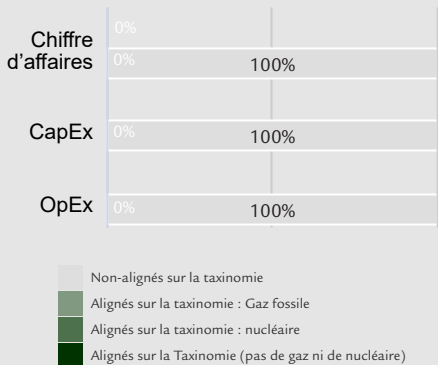 0%
Chiffre
d'affaires
0% 100%
CapEx 0% 100%
OpEx 0% 100%
Non-alignés sur la taxinomie
Alignés sur la taxinomie : Gaz fossile
Alignés sur la taxinomie : nucléaire
Alignés sur la Taxinomie (pas de gaz ni de nucléaire)